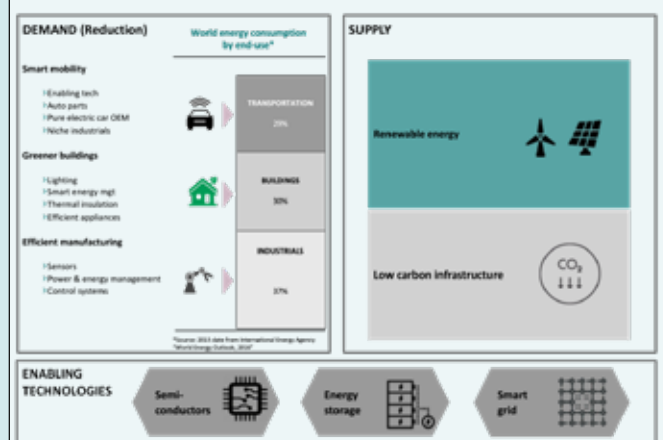 DEMAND (Reduction)
World energy consumption
by end-use*
Smart mobility
Enabling tech
Auto parts
Pure electric car OEM
Niche industrials
Greener buildings
Lighting
Smart energy mgt
Thermal insulation
Efficient appliances
Efficient manufacturing
Sensors
Power & energy management
Control systems
TRANSPORTATION
BUILDINGS
30%
INDUSTRIALS
37%
*Source: 2013 data from International Energy Agency
"World Energy Outlook, 2016"
SUPPLY
Renewable energy
Low carbon infrastructure
CO₂
ENABLING
TECHNOLOGIES
Semi-
conductors
Energy
storage
Smart
grid